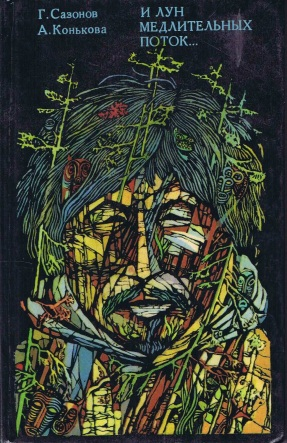 Г. Сазонов
А. Конькова
И ЛУН
МЕДЛИТЕЛЬНЫХ
ПОТОК...